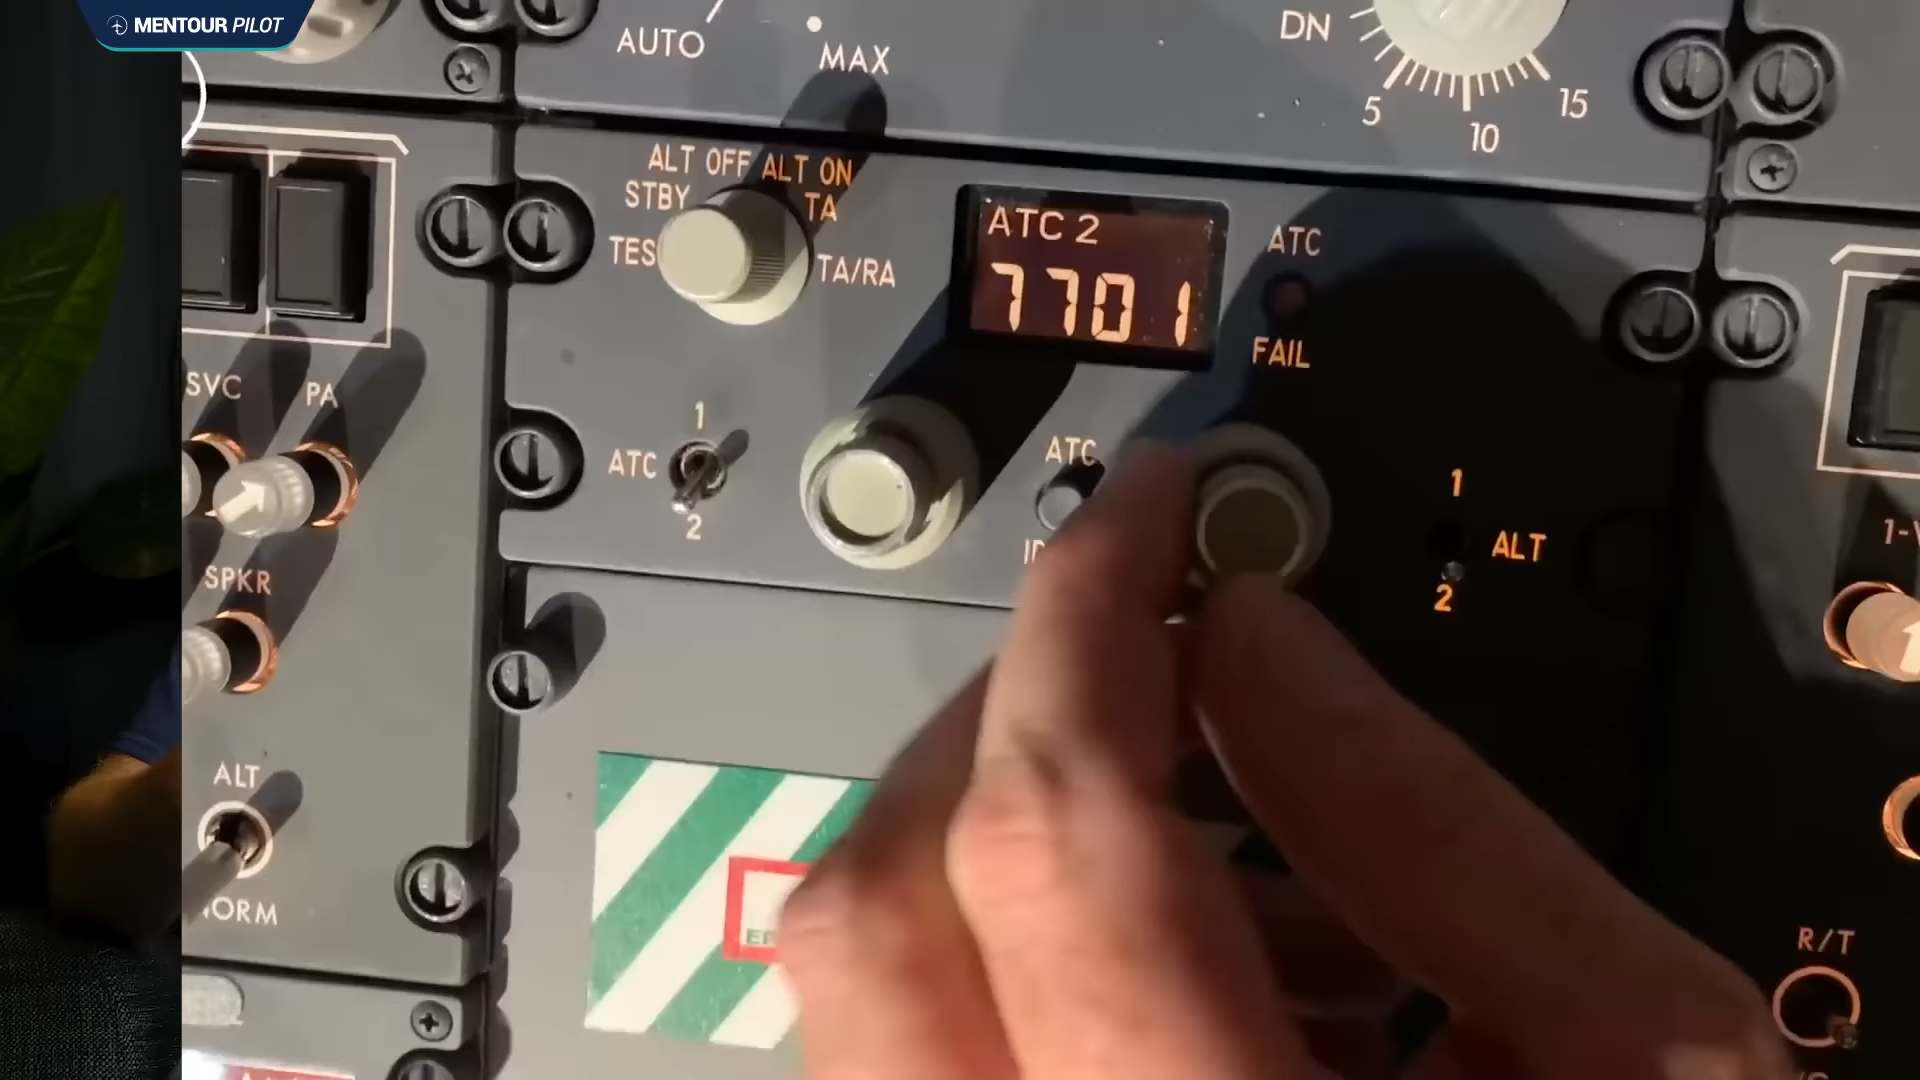 MENTOUR PILOT
AUTO
MAX
DN
5
10
15
ALT OFF
ALT ON
STBY
TA
TES
TA/RA
ATC 2
7701
ATC
FAIL
SVC
PA
1
ATC
2
ATC
1
ALT
2
SPKR
ALT
R/T